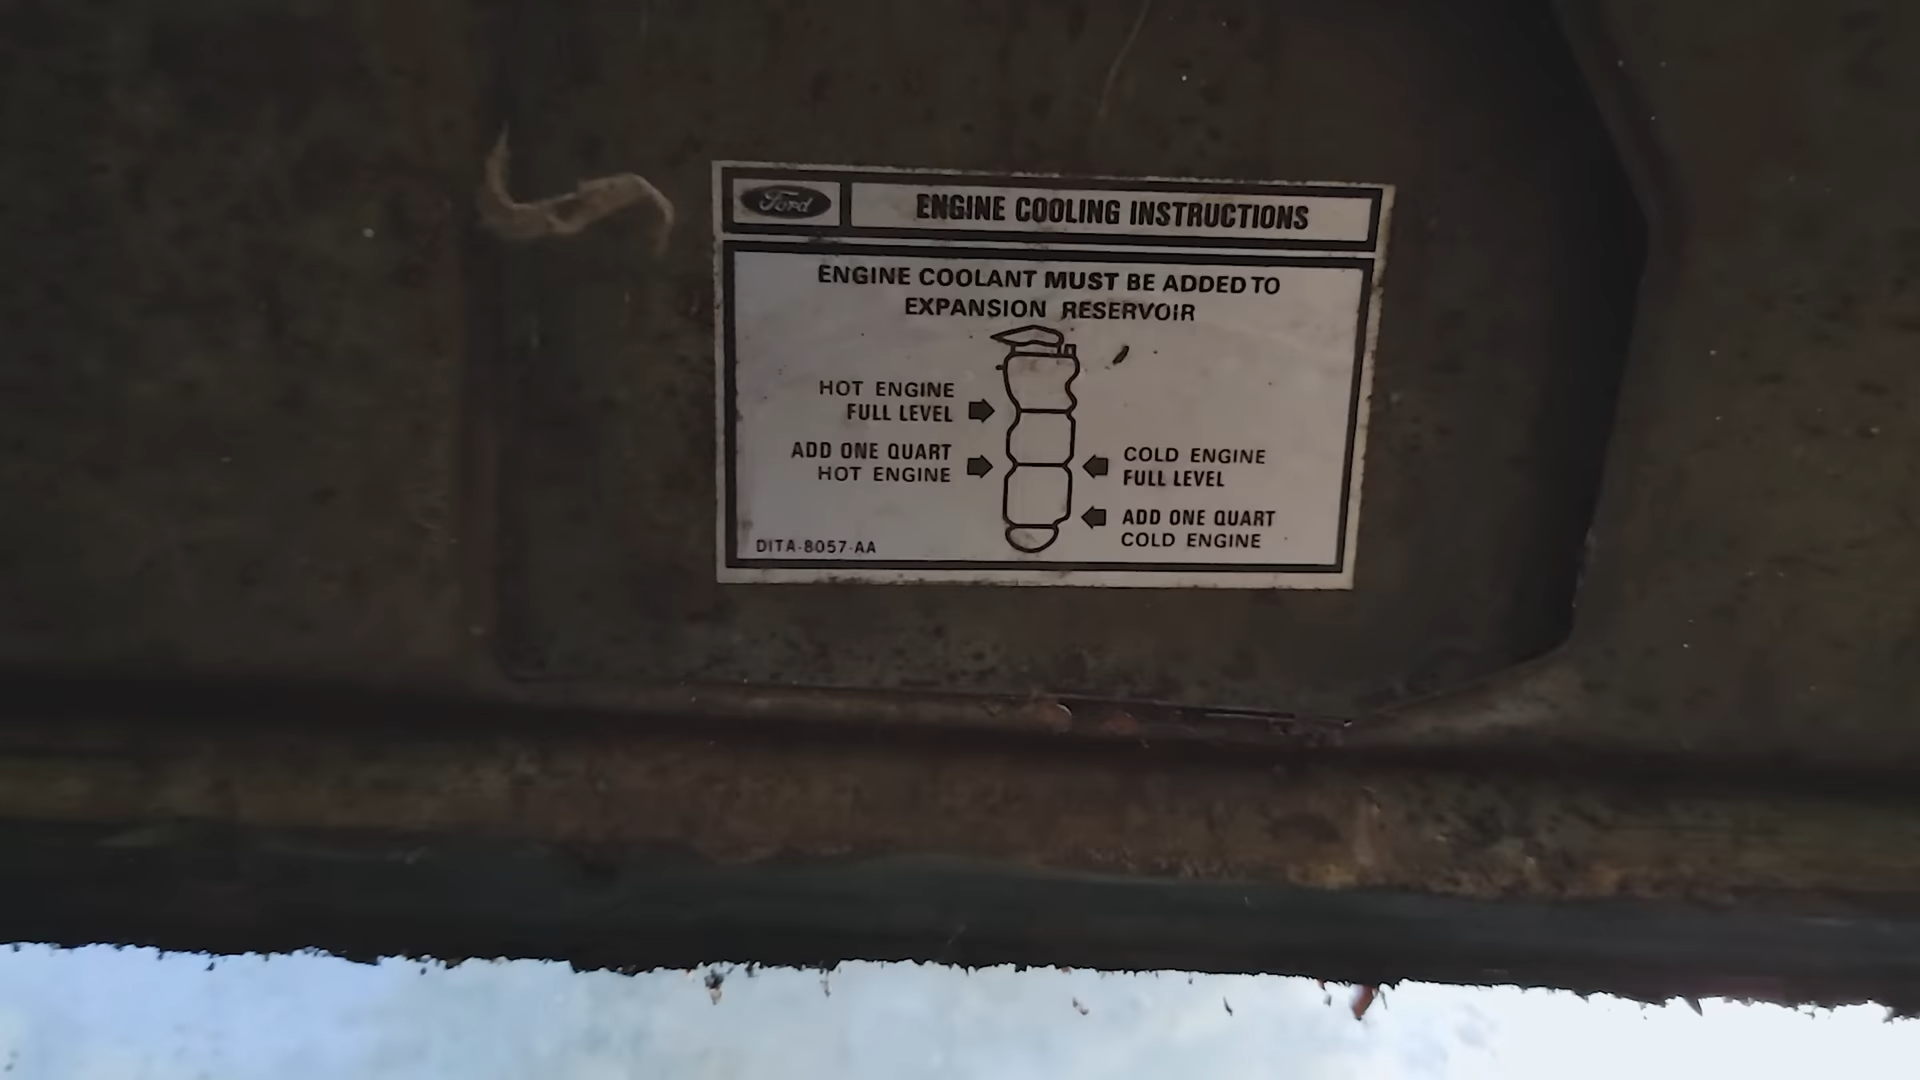 Ford
ENGINE COOLING INSTRUCTIONS
ENGINE COOLANT MUST BE ADDED TO
EXPANSION RESERVOIR
HOT ENGINE
FULL LEVEL
ADD ONE QUART
HOT ENGINE
COLD ENGINE
FULL LEVEL
ADD ONE QUART
COLD ENGINE
DITA-8057-AA